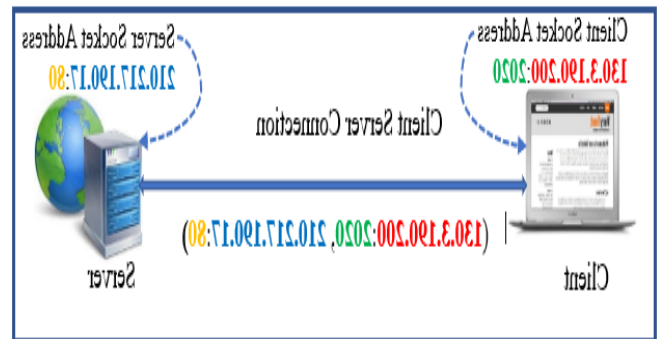 Client Socket Address
130.3.190.200:2020
Server Socket Address
210.217.190.17:80
Client Server Connection
(130.3.190.200:2020, 210.217.190.17:80)
Client
Server